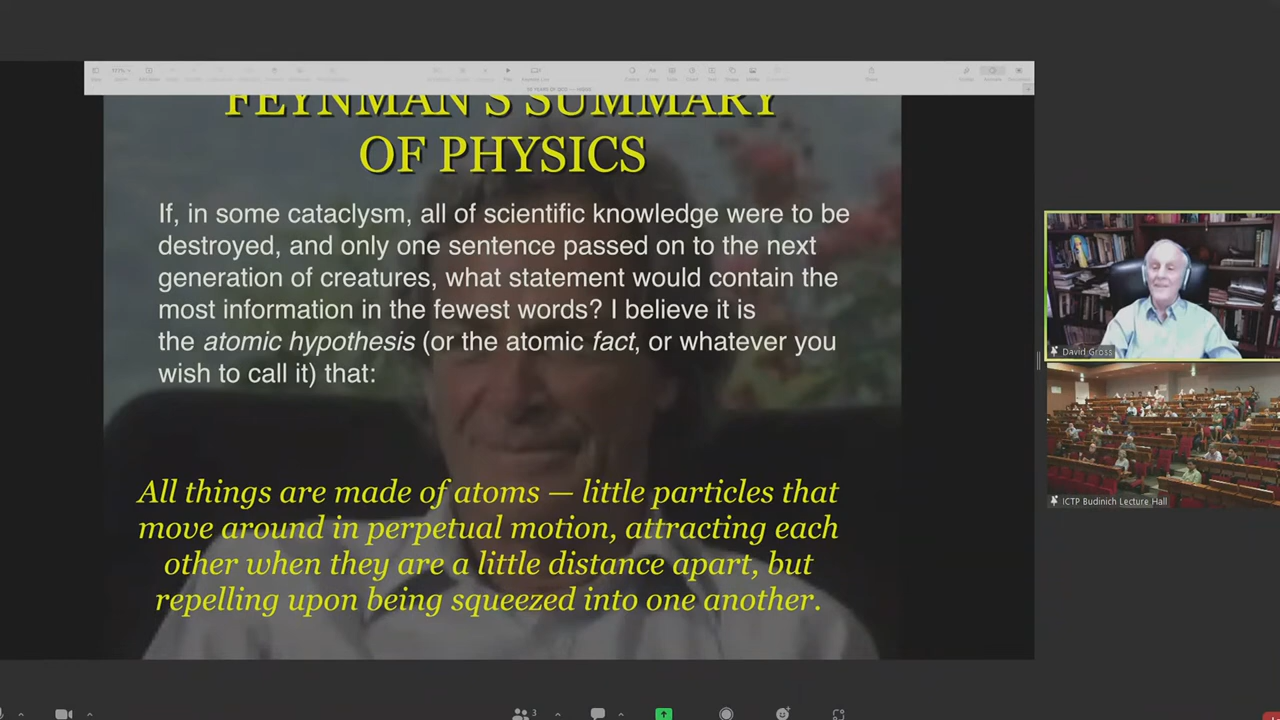 FEYNMAN'S SUMMARY
OF PHYSICS
If, in some cataclysm, all of scientific knowledge were to be
destroyed, and only one sentence passed on to the next
generation of creatures, what statement would contain the
most information in the fewest words? I believe it is
the atomic hypothesis (or the atomic fact, or whatever you
wish to call it) that:
All things are made of atoms — little particles that
move around in perpetual motion, attracting each
other when they are a little distance apart, but
repelling upon being squeezed into one another.
David Gross
ICTP Budinich Lecture Hall
3